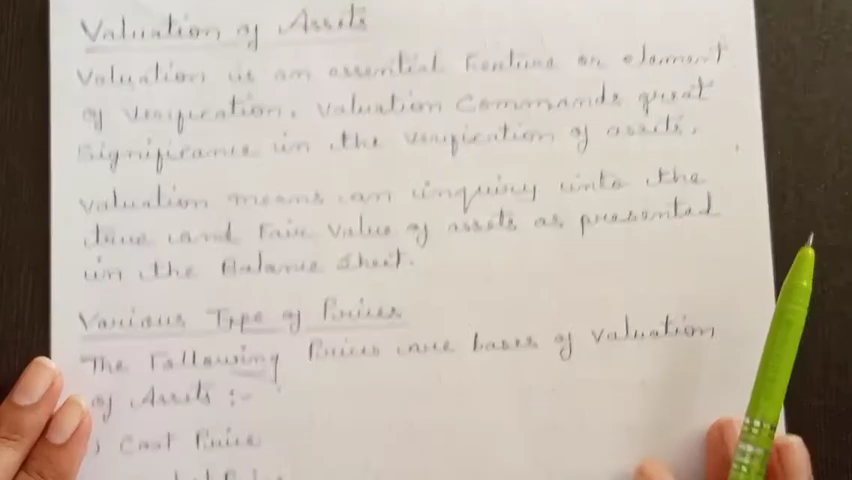 Valuation of Assets
Valuation is an essential feature or element
of verification. Valuation commands great
significance in the verification of assets.
Valuation means an inquiry into the
true and fair value of assets as presented
in the Balance Sheet.
Various Type of Prices
The Following Prices are bases of valuation
of Assets :-
) Cost Price